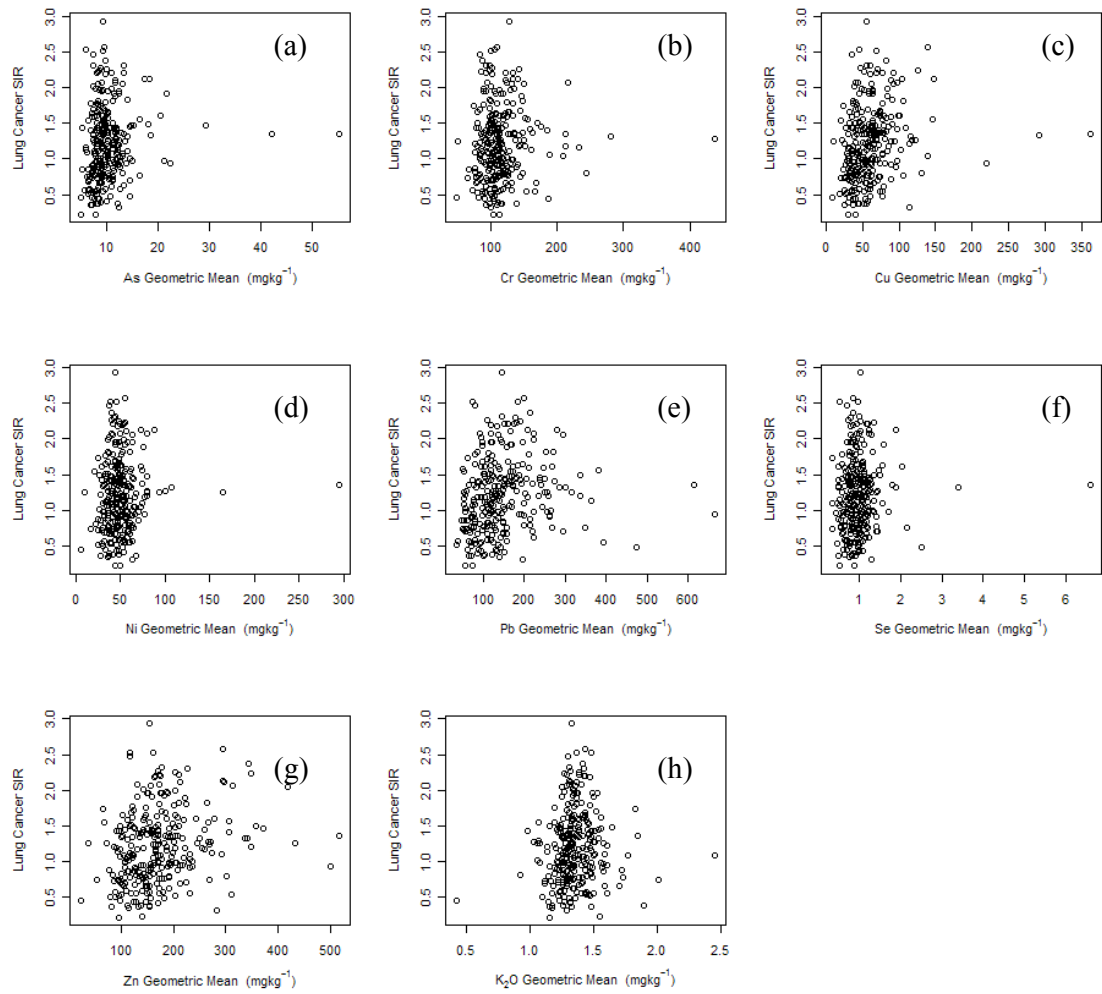 (a) (b) (c)
Lung Cancer SIR
0.5 1.0 1.5 2.0 2.5 3.0
10 20 30 40 50
As Geometric Mean (mgkg⁻¹)
Lung Cancer SIR
0.5 1.0 1.5 2.0 2.5 3.0
100 200 300 400
Cr Geometric Mean (mgkg⁻¹)
Lung Cancer SIR
0.5 1.0 1.5 2.0 2.5 3.0
0 50 100 150 200 250 300 350
Cu Geometric Mean (mgkg⁻¹)
(d) (e) (f)
Lung Cancer SIR
0.5 1.0 1.5 2.0 2.5 3.0
0 50 100 150 200 250 300
Ni Geometric Mean (mgkg⁻¹)
Lung Cancer SIR
0.5 1.0 1.5 2.0 2.5 3.0
100 200 300 400 500 600
Pb Geometric Mean (mgkg⁻¹)
Lung Cancer SIR
0.5 1.0 1.5 2.0 2.5 3.0
1 2 3 4 5 6
Se Geometric Mean (mgkg⁻¹)
(g) (h)
Lung Cancer SIR
0.5 1.0 1.5 2.0 2.5 3.0
100 200 300 400 500
Zn Geometric Mean (mgkg⁻¹)
Lung Cancer SIR
0.5 1.0 1.5 2.0 2.5 3.0
0.5 1.0 1.5 2.0 2.5
K₂O Geometric Mean (mgkg⁻¹)